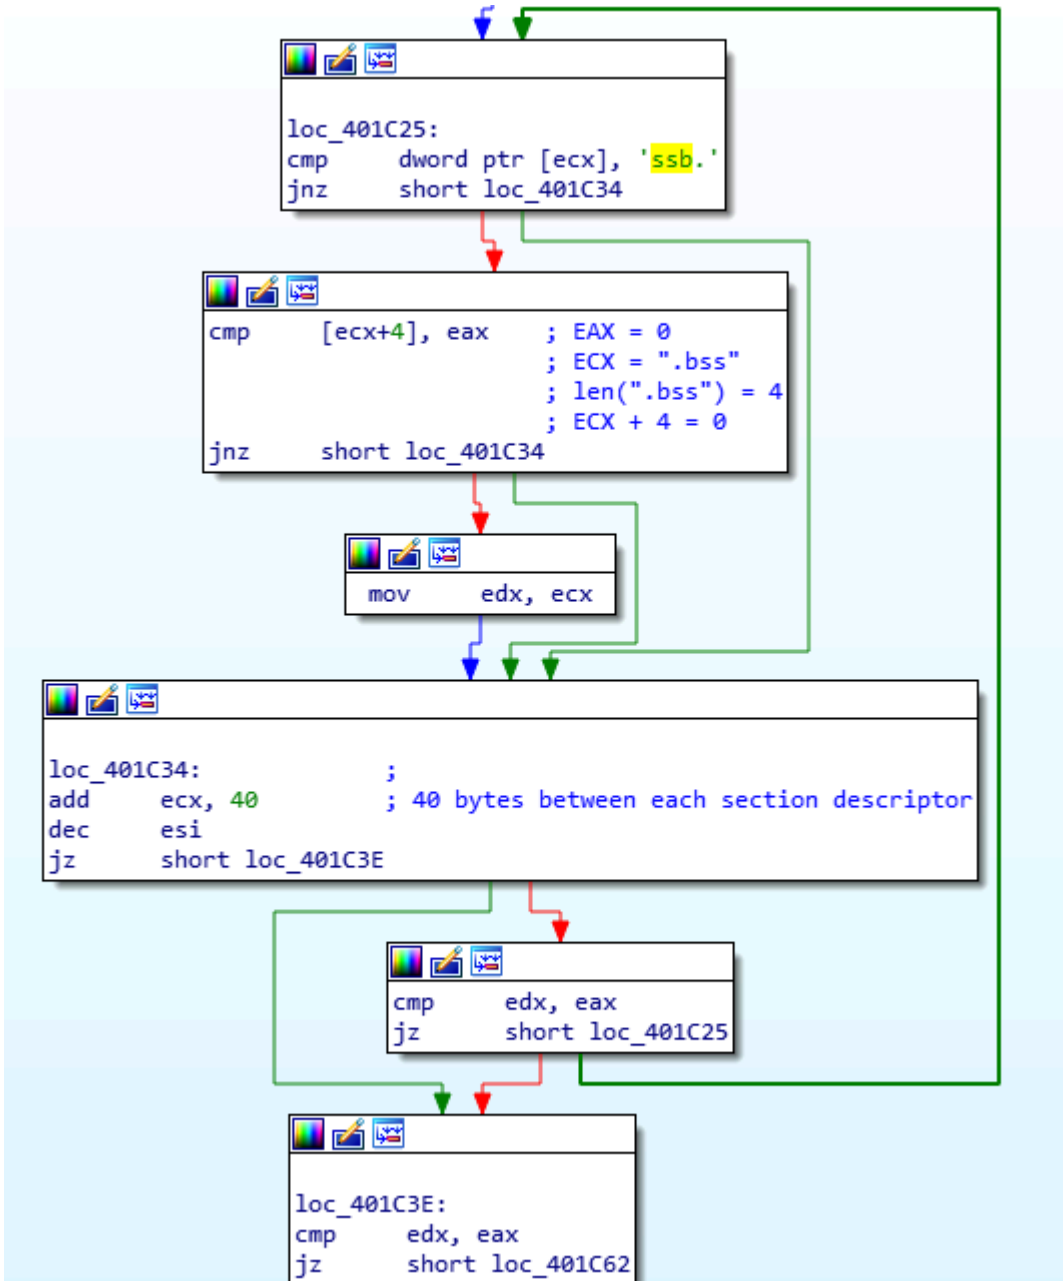 loc_401C25:
cmp dword ptr [ecx], 'ssb.'
jnz short loc_401C34
cmp [ecx+4], eax ; EAX = 0
; ECX = ".bss"
; len(".bss") = 4
; ECX + 4 = 0
jnz short loc_401C34
mov edx, ecx
loc_401C34: ;
add ecx, 40 ; 40 bytes between each section descriptor
dec esi
jz short loc_401C3E
cmp edx, eax
jz short loc_401C25
loc_401C3E:
cmp edx, eax
jz short loc_401C62